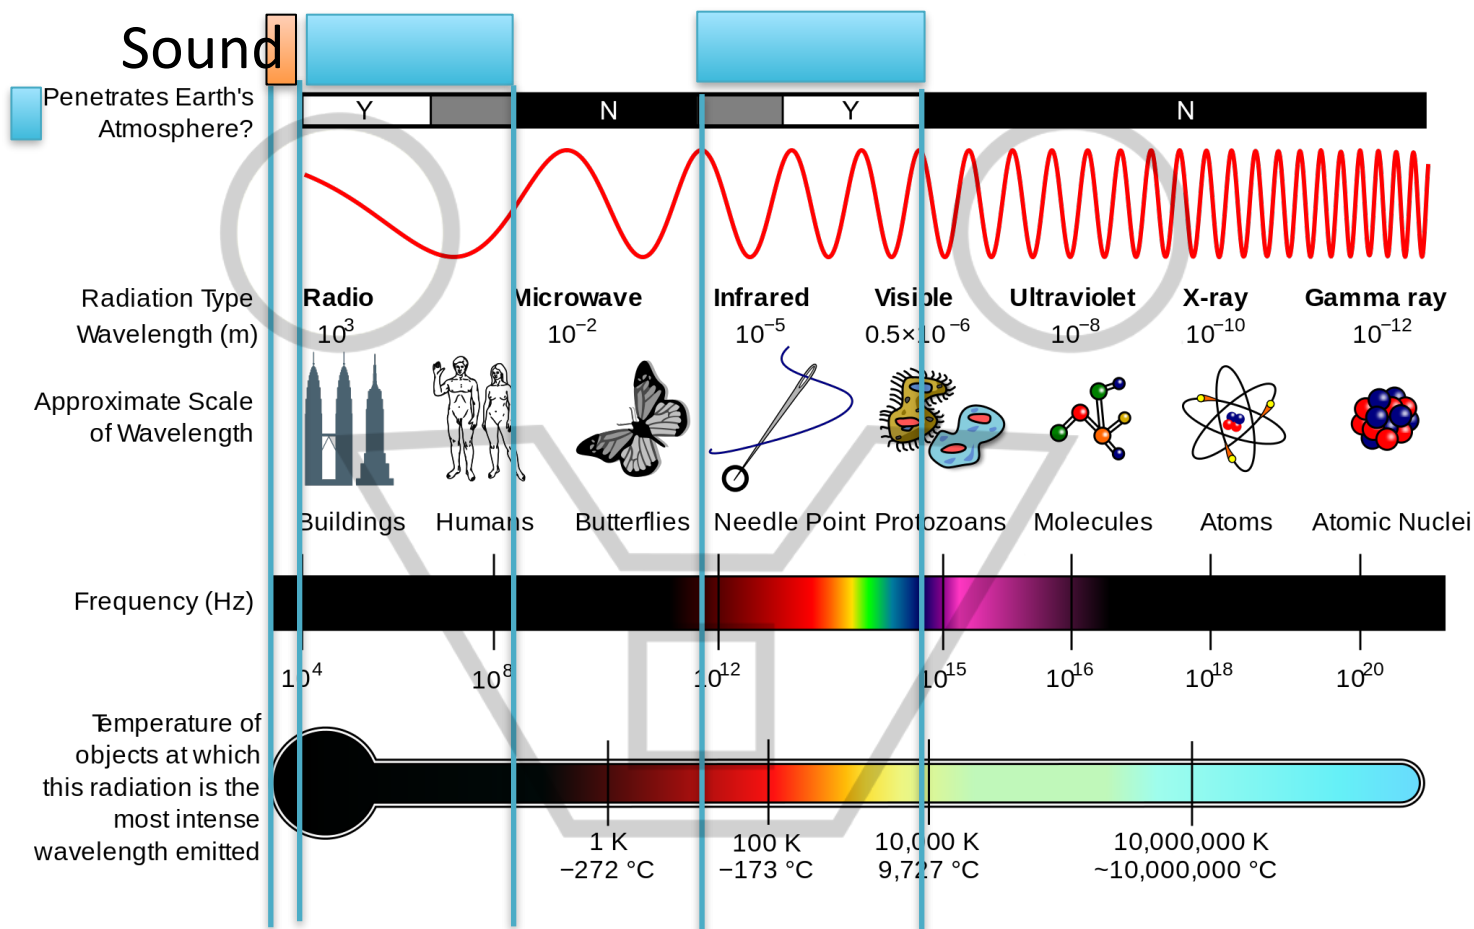 Sound
Penetrates Earth's
Atmosphere?
Y N Y N
Radiation Type Radio Microwave Infrared Visible Ultraviolet X-ray Gamma ray
Wavelength (m) 10³ 10⁻² 10⁻⁵ 0.5×10⁻⁶ 10⁻⁸ 10⁻¹⁰ 10⁻¹²
Approximate Scale
of Wavelength
Buildings Humans Butterflies Needle Point Protozoans Molecules Atoms Atomic Nuclei
Frequency (Hz)
10⁴ 10⁸ 10¹² 10¹⁵ 10¹⁶ 10¹⁸ 10²⁰
Temperature of
objects at which
this radiation is the
most intense
wavelength emitted
1 K 100 K 10,000 K 10,000,000 K
−272 °C −173 °C 9,727 °C ~10,000,000 °C